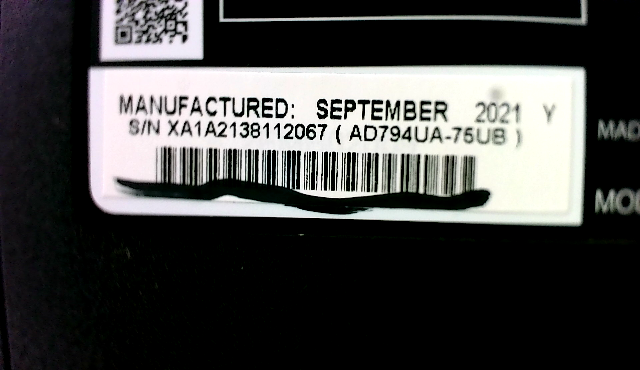 MANUFACTURED: SEPTEMBER 2021 Y
S/N XA1A2138112067 ( AD794UA-75UB )